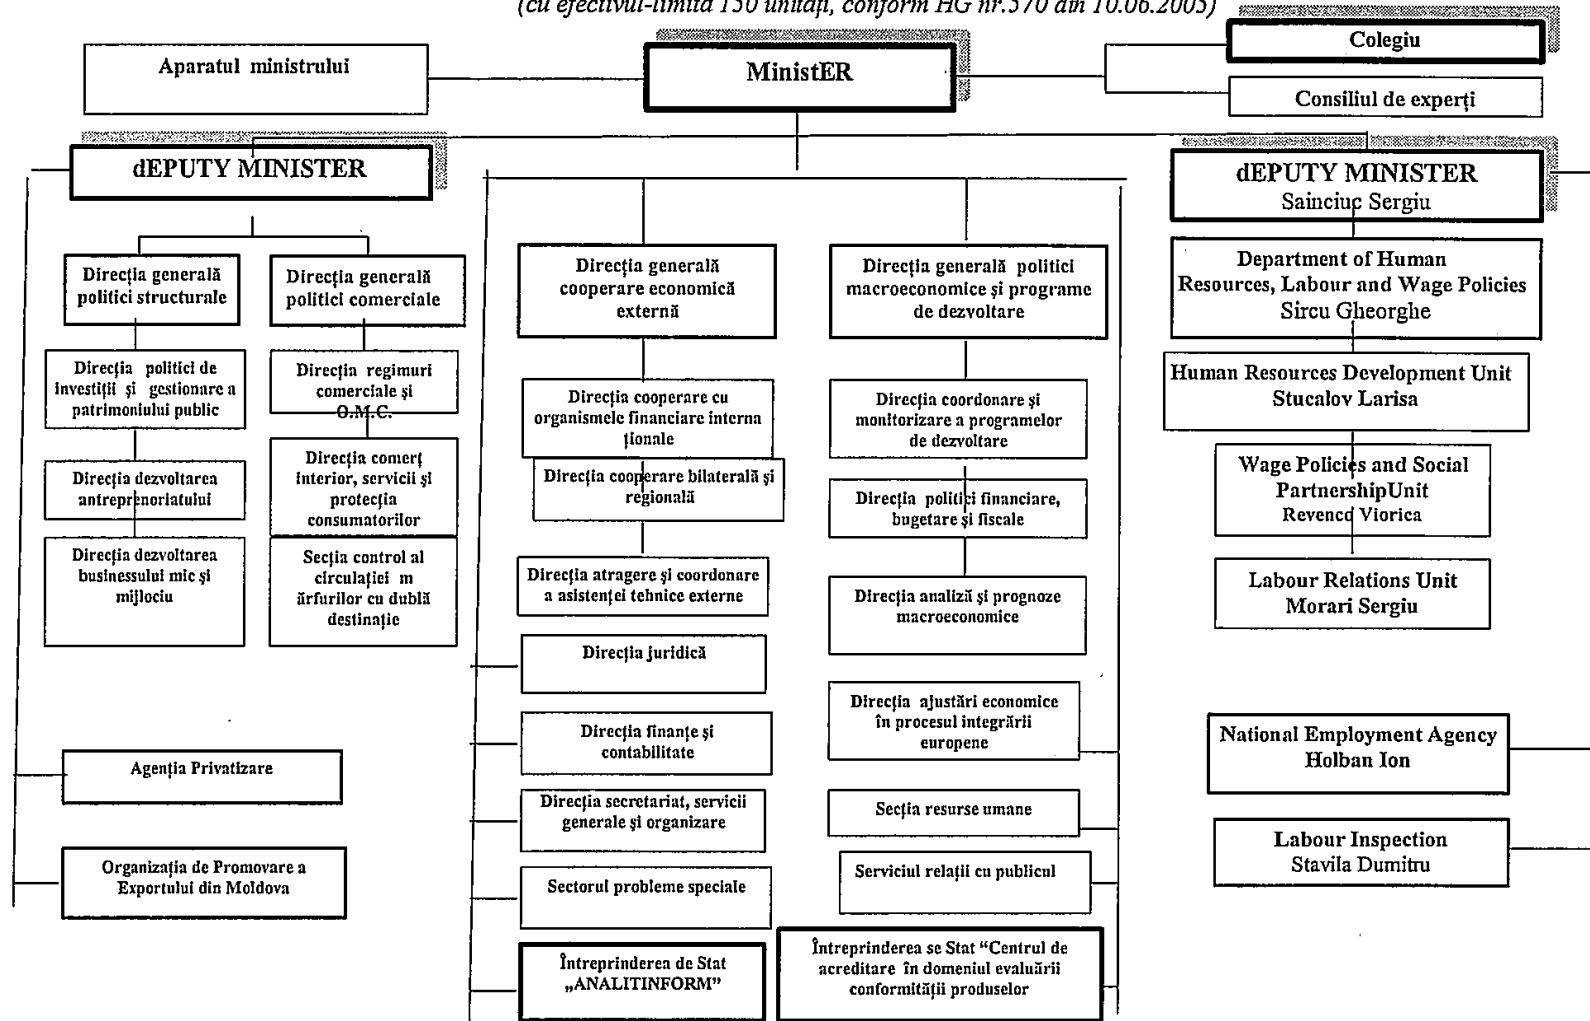 (cu efectivul-limită 150 unități, conform HG nr.570 din 10.06.2005)
Aparatul ministrului
MinistER
Colegiu
Consiliul de experți
dEPUTY MINISTER
dEPUTY MINISTER
Sainciuc Sergiu
Direcția generală
politici structurale
Direcția generală
politici comerciale
Direcția generală
cooperare economică
externă
Direcția generală politici
macroeconomice și programe
de dezvoltare
Department of Human
Resources, Labour and Wage Policies
Sircu Gheorghe
Direcția politici de
investiții și gestionare a
patrimoniului public
Direcția regimuri
comerciale și
O.M.C.
Direcția cooperare cu
organismele financiare interna
ționale
Direcția coordonare și
monitorizare a programelor
de dezvoltare
Human Resources Development Unit
Stucalov Larisa
Direcția dezvoltarea
antreprenoriatului
Direcția comerț
interior, servicii și
protecția
consumatorilor
Direcția cooperare bilaterală și
regională
Direcția politici financiare,
bugetare și fiscale
Wage Policies and Social
PartnershipUnit
Revenco Viorica
Direcția dezvoltarea
businessului mic și
mijlociu
Secția control al
circulației m
ărfurilor cu dublă
destinație
Direcția atragere și coordonare
a asistenței tehnice externe
Direcția analiză și prognoze
macroeconomice
Labour Relations Unit
Morari Sergiu
Direcția juridică
Direcția ajustări economice
în procesul integrării
europene
Direcția finanțe și
contabilitate
National Employment Agency
Holban Ion
Agenția Privatizare
Direcția secretariat, servicii
generale și organizare
Secția resurse umane
Labour Inspection
Stavila Dumitru
Organizația de Promovare a
Exportului din Moldova
Sectorul probleme speciale
Serviciul relații cu publicul
Întreprinderea de Stat
„ANALITINFORM”
Întreprinderea se Stat “Centrul de
acreditare în domeniul evaluării
conformității produselor